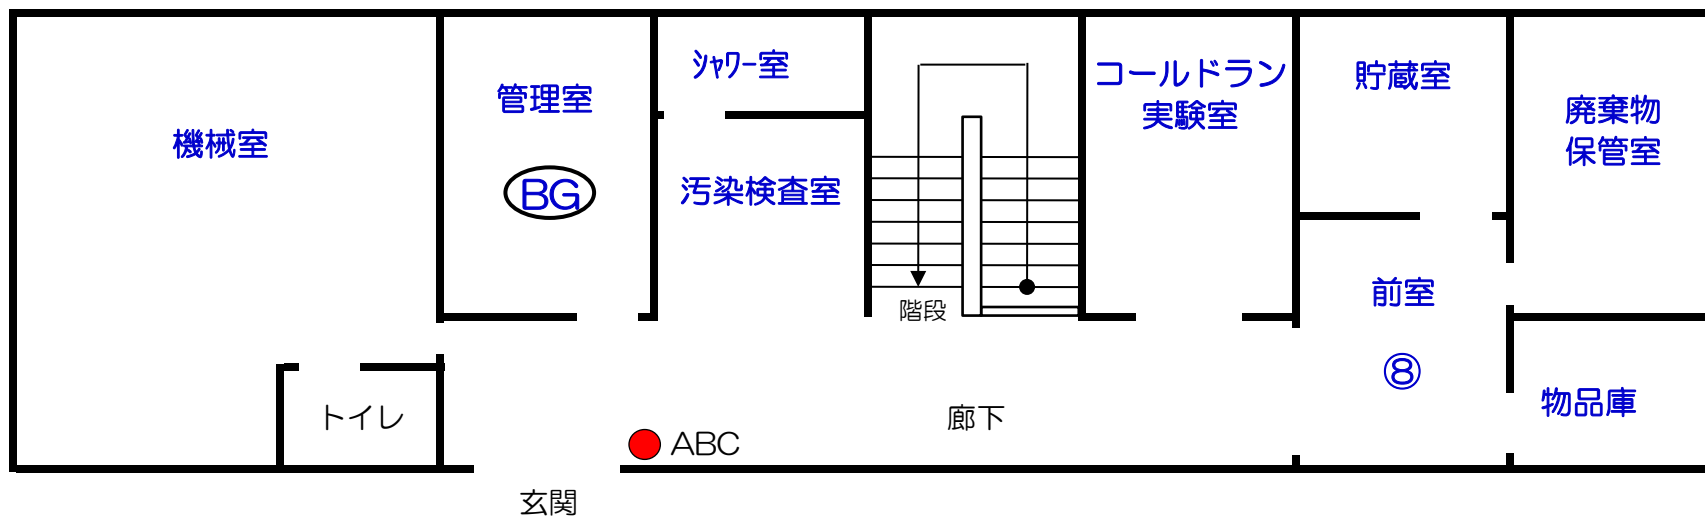 機械室
管理室
BG
ｼｬﾜｰ室
汚染検査室
階段
コールドラン
実験室
貯蔵室
廃棄物
保管室
前室
⑧
物品庫
トイレ
ABC
廊下
玄関